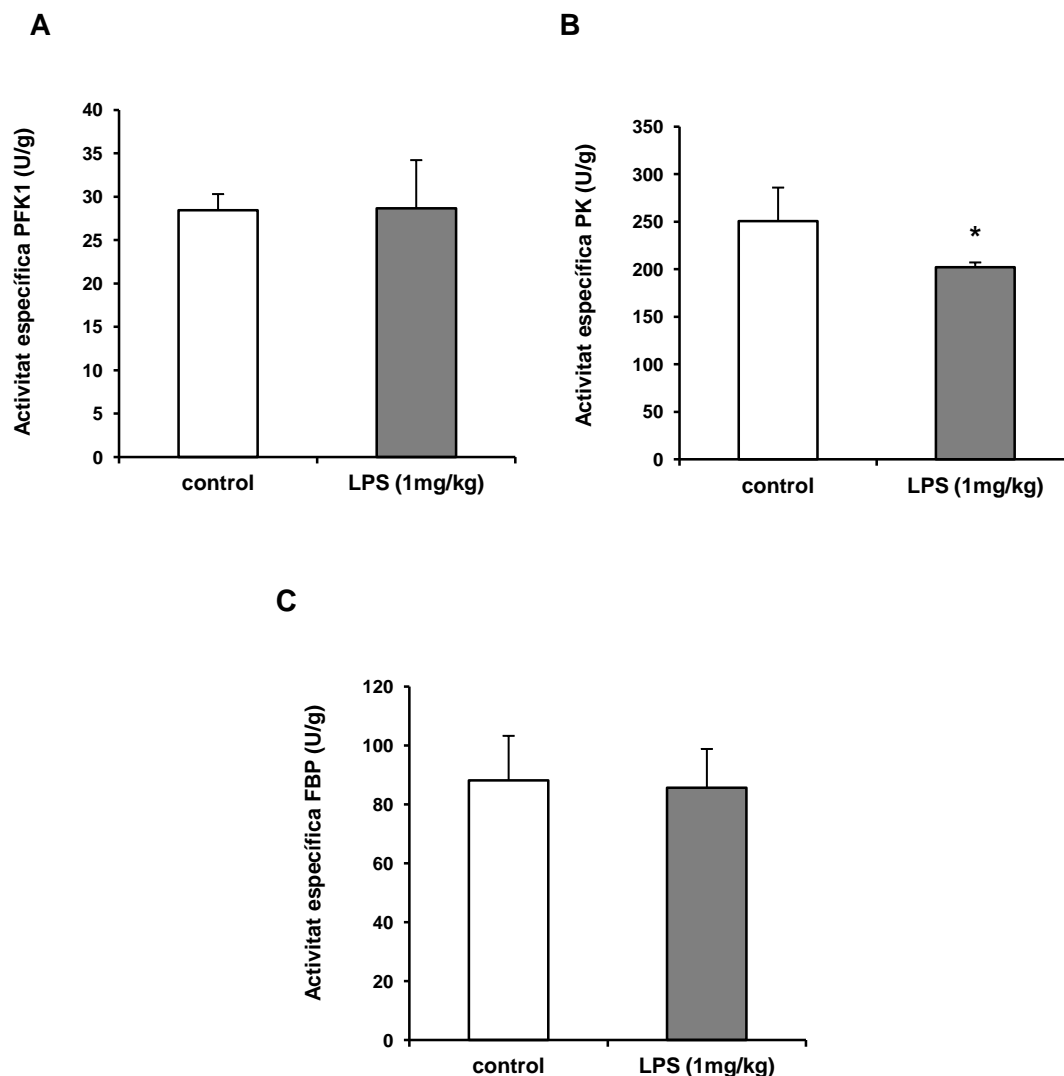 A
Activitat específica PFK1 (U/g)
40
35
30
25
20
15
10
5
0
control
LPS (1mg/kg)
B
Activitat específica PK (U/g)
350
300
250
200
150
100
50
0
*
control
LPS (1mg/kg)
C
Activitat específica FBP (U/g)
120
100
80
60
40
20
0
control
LPS (1mg/kg)